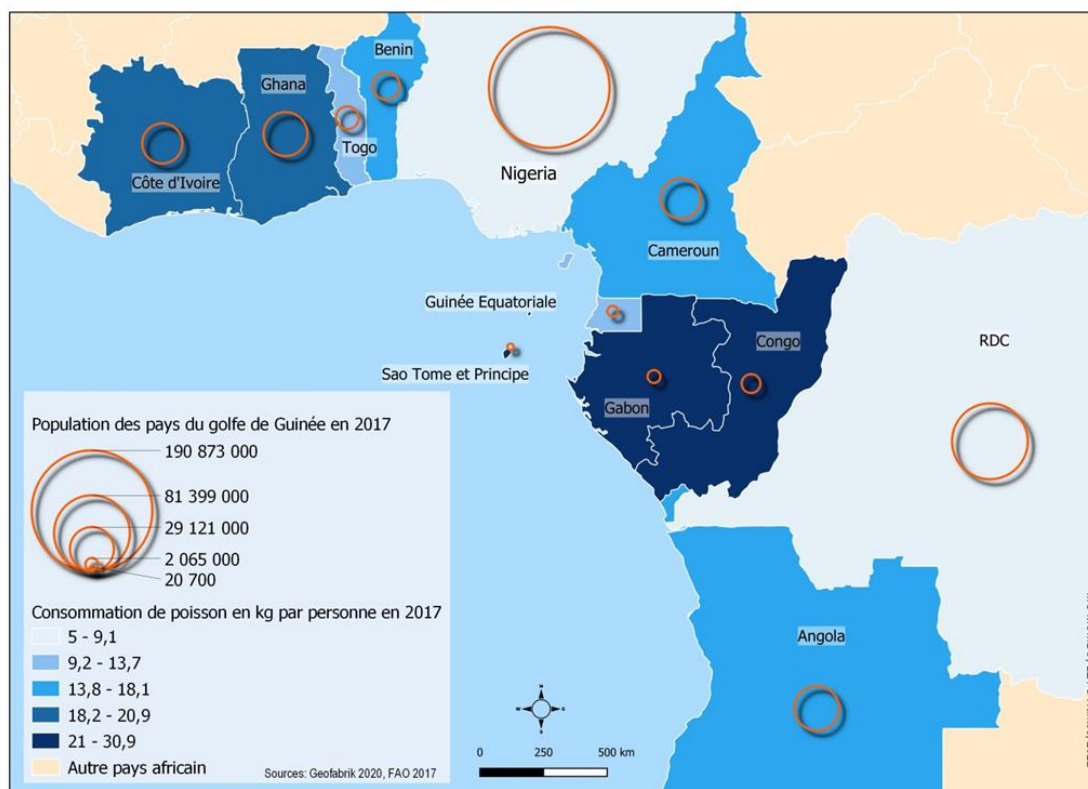 Benin
Ghana
Togo
Côte d'Ivoire
Nigeria
Cameroun
Guinée Equatoriale
Sao Tome et Principe
Congo
Gabon
RDC
Angola
Population des pays du golfe de Guinée en 2017
190 873 000
81 399 000
29 121 000
2 065 000
20 700
Consommation de poisson en kg par personne en 2017
5 - 9,1
9,2 - 13,7
13,8 - 18,1
18,2 - 20,9
21 - 30,9
Autre pays africain
Sources: Geofabrik 2020, FAO 2017
N
W
E
S
0 250 500 km